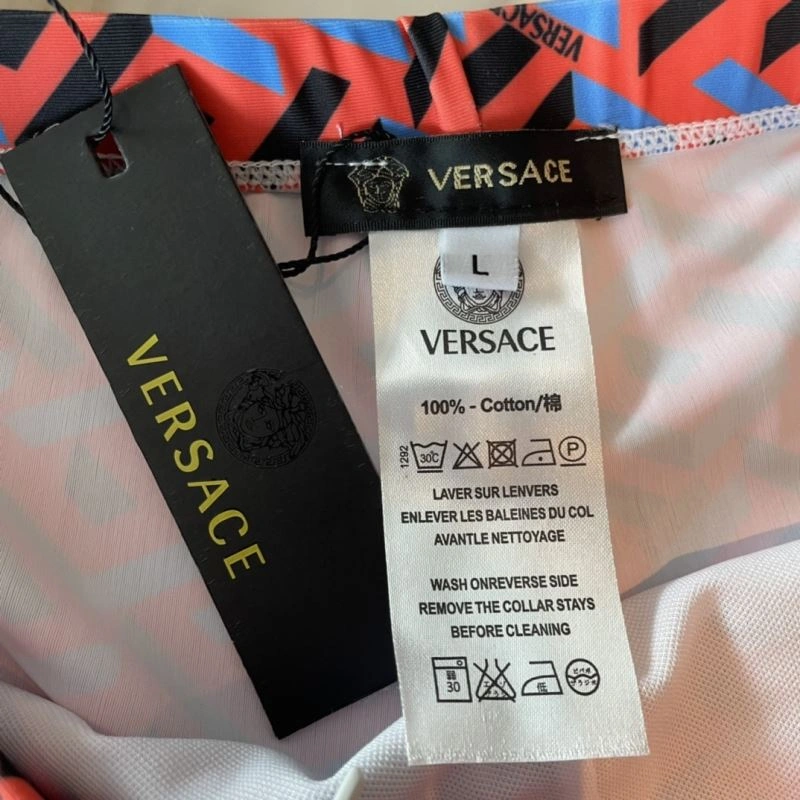 VERSACE
VERSACE
L
VERSACE
100% - Cotton/棉
1292
30°C
P
LAVER SUR LENVERS
ENLEVER LES BALEINES DU COL
AVANTLE NETTOYAGE
WASH ONREVERSE SIDE
REMOVE THE COLLAR STAYS
BEFORE CLEANING
30
低
VERSACE